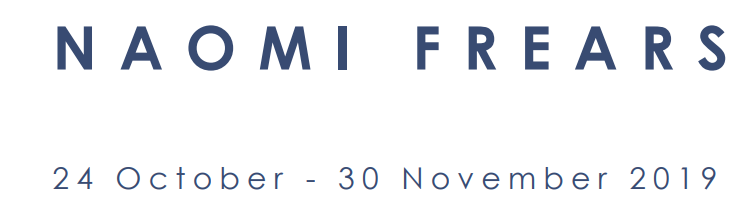 NAOMI FREARS
24 October - 30 November 2019